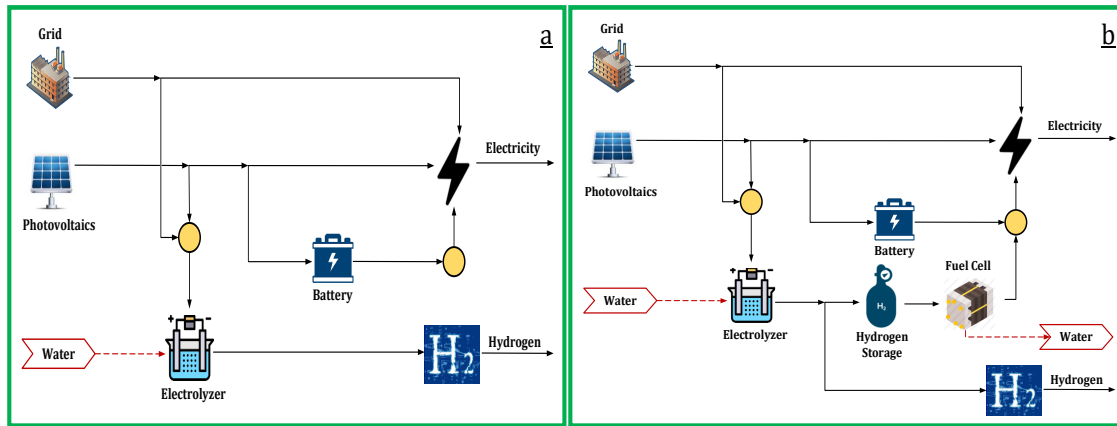 a
Grid
Electricity
Photovoltaics
Battery
Water
Electrolyzer
H2
Hydrogen
b
Grid
Electricity
Photovoltaics
Battery
Fuel Cell
Water
Electrolyzer
H2
Hydrogen
Storage
Water
H2
Hydrogen